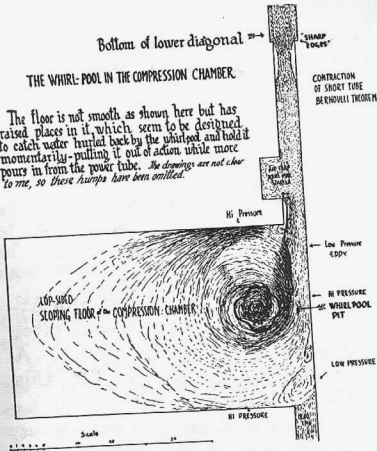 Bottom of lower diagonal
"SHARP
EDGES"
THE WHIRL-POOL IN THE COMPRESSION CHAMBER
CONTRACTION
OF SHORT TUBE
BERNOULLI THEOREM
The floor is not smooth as shown here but has
raised places in it, which seem to be designed
to catch water hurled back by the whirlpool and hold it
momentarily - putting it out of action while more
pours in from the power tube. The drawings are not clear
to me, so these humps have been omitted.
Hi Pressure
Low Pressure
EDDY
LOP-SIDED
SLOPING FLOOR of the COMPRESSION CHAMBER
HI PRESSURE
WHIRLPOOL
PIT
LOW PRESSURE
HI PRESSURE
Scale